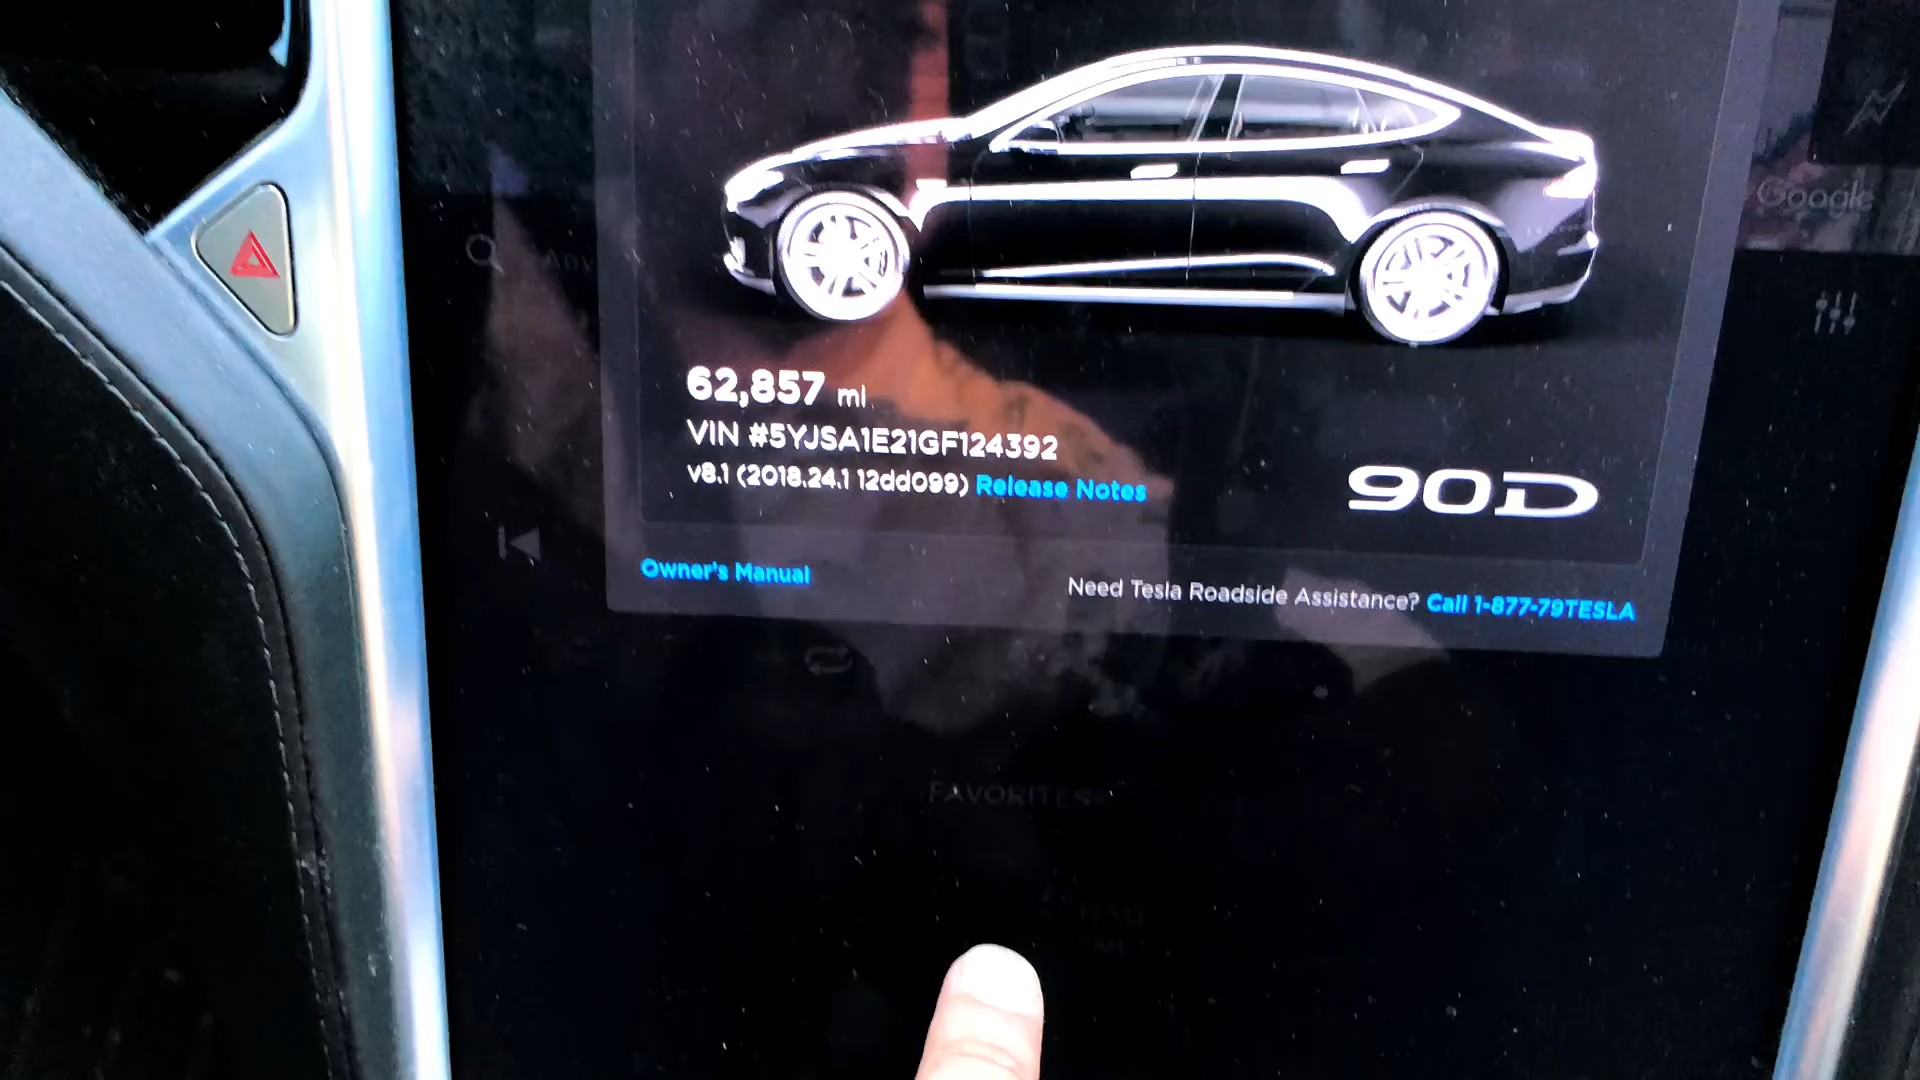 Google
62,857 mi
VIN #5YJSA1E21GF124392
v8.1 (2018.24.1 12dd099) Release Notes
90D
Owner's Manual
Need Tesla Roadside Assistance? Call 1-877-79TESLA
FAVORITES